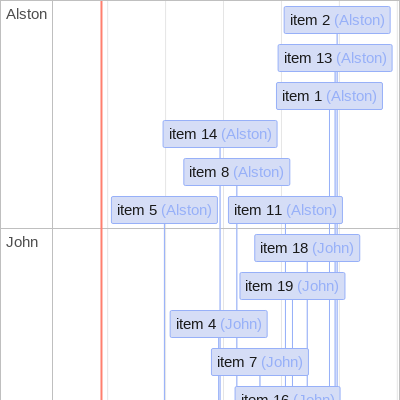 Alston
item 2 (Alston)
item 13 (Alston)
item 1 (Alston)
item 14 (Alston)
item 8 (Alston)
item 5 (Alston)
item 11 (Alston)
John
item 18 (John)
item 19 (John)
item 4 (John)
item 7 (John)
item 16 (John)